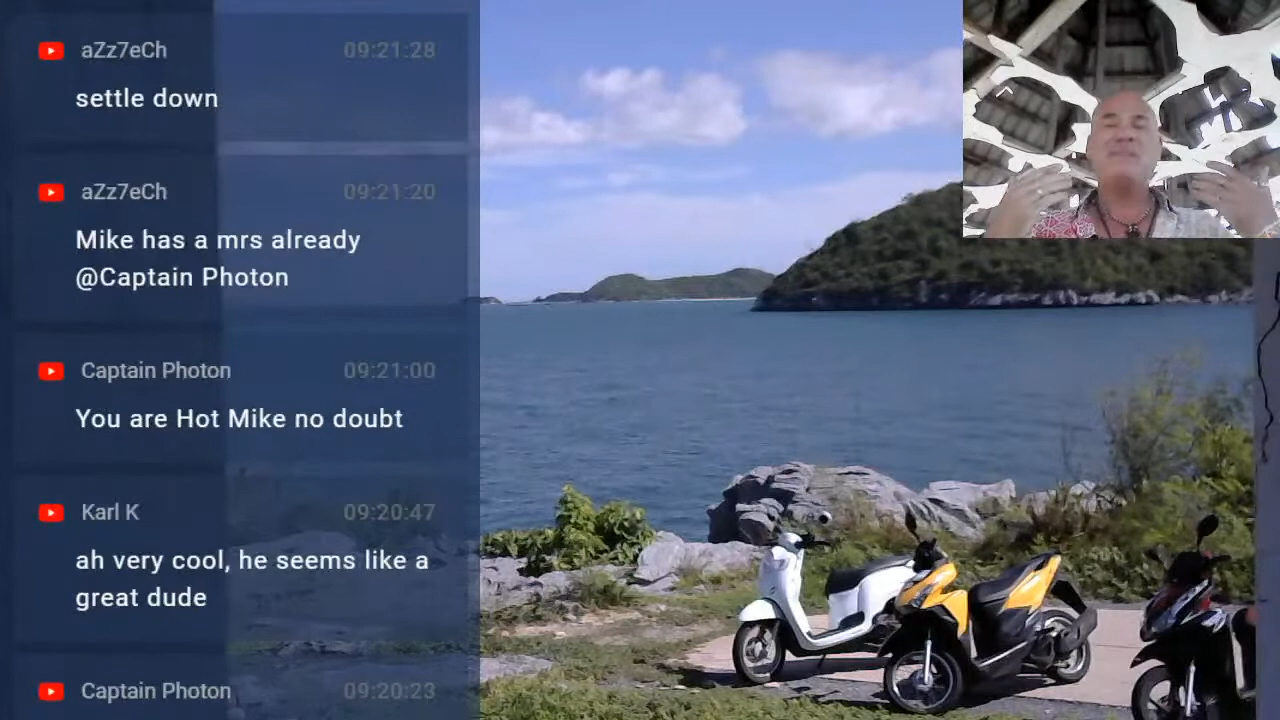 aZz7eCh 09:21:28
settle down
aZz7eCh 09:21:20
Mike has a mrs already
@Captain Photon
Captain Photon 09:21:00
You are Hot Mike no doubt
Karl K 09:20:47
ah very cool, he seems like a
great dude
Captain Photon 09:20:23